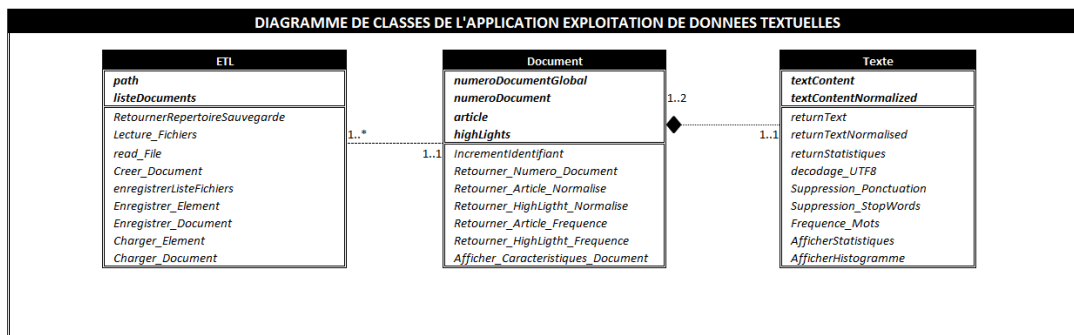 DIAGRAMME DE CLASSES DE L'APPLICATION EXPLOITATION DE DONNEES TEXTUELLES
ETL
path
listeDocuments
RetournerRepertoireSauvegarde
Lecture_Fichiers
read_File
Creer_Document
enregistrerListeFichiers
Enregistrer_Element
Enregistrer_Document
Charger_Element
Charger_Document
1..*
1..1
Document
numeroDocumentGlobal
numeroDocument
article
highLights
IncrementIdentifiant
Retourner_Numero_Document
Retourner_Article_Normalise
Retourner_HighLigtht_Normalise
Retourner_Article_Frequence
Retourner_HighLigtht_Frequence
Afficher_Caracteristiques_Document
1..2
1..1
Texte
textContent
textContentNormalized
returnText
returnTextNormalised
returnStatistiques
decodage_UTF8
Suppression_Ponctuation
Suppression_StopWords
Frequence_Mots
AfficherStatistiques
AfficherHistogramme